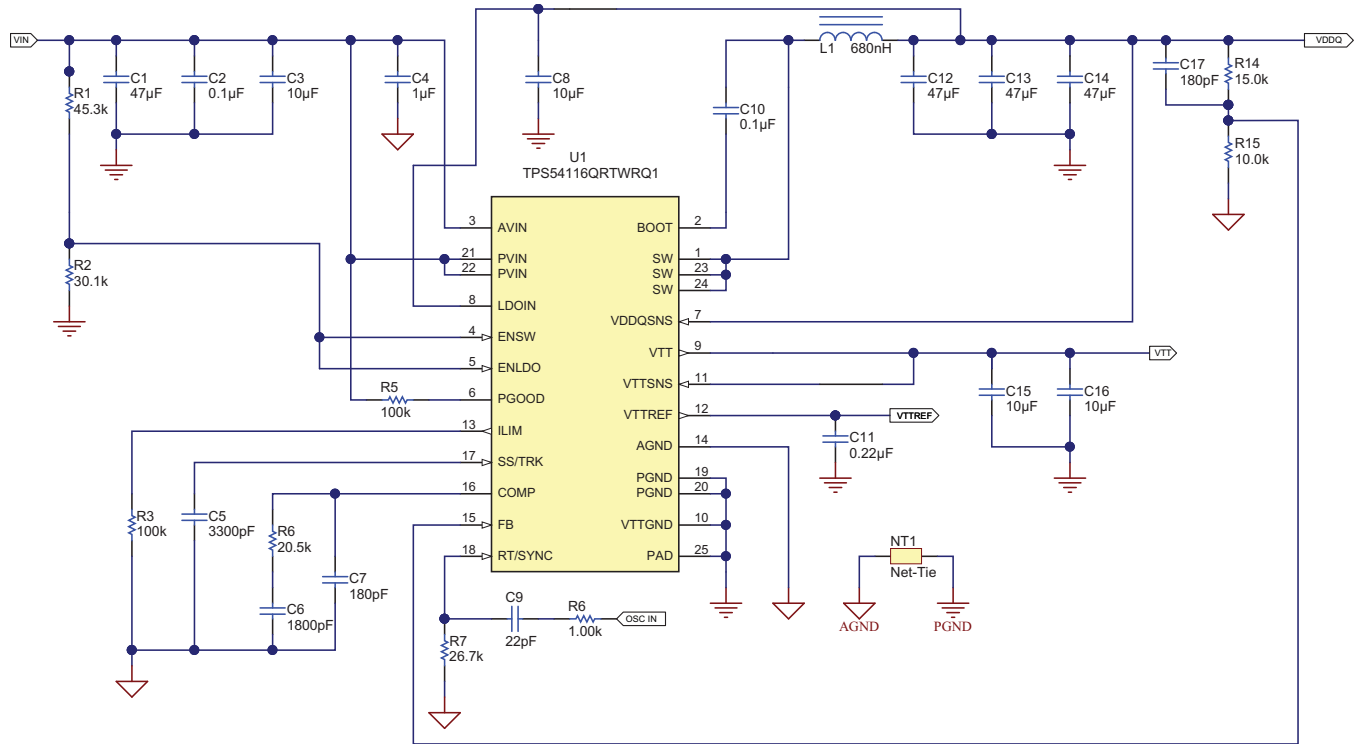 VIN
R1
45.3k
C1
47µF
C2
0.1µF
C3
10µF
C4
1µF
C8
10µF
L1 680nH
C10
0.1µF
C12
47µF
C13
47µF
C14
47µF
C17
180pF
R14
15.0k
VDDQ
R15
10.0k
R2
30.1k
U1
TPS54116QRTWRQ1
3 AVIN
21 PVIN
22 PVIN
8 LDOIN
4 ENSW
5 ENLDO
6 PGOOD
13 ILIM
17 SS/TRK
16 COMP
15 FB
18 RT/SYNC
BOOT 2
SW 1
SW 23
SW 24
VDDQSNS 7
VTT 9
VTTSNS 11
VTTREF 12
AGND 14
PGND 19
PGND 20
VTTGND 10
PAD 25
VTT
C15
10µF
C16
10µF
VTTREF
C11
0.22µF
R5
100k
R3
100k
C5
3300pF
R6
20.5k
C6
1800pF
C7
180pF
R7
26.7k
C9
22pF
R6
1.00k
OSC IN
NT1
Net-Tie
AGND
PGND